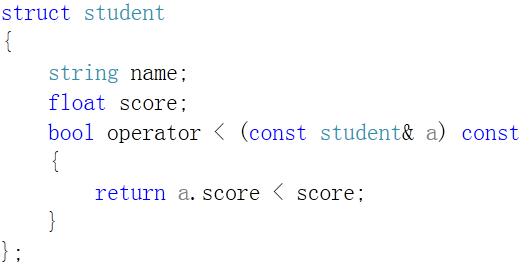 struct student
{
    string name;
    float score;
    bool operator < (const student& a) const
    {
        return a.score < score;
    }
};